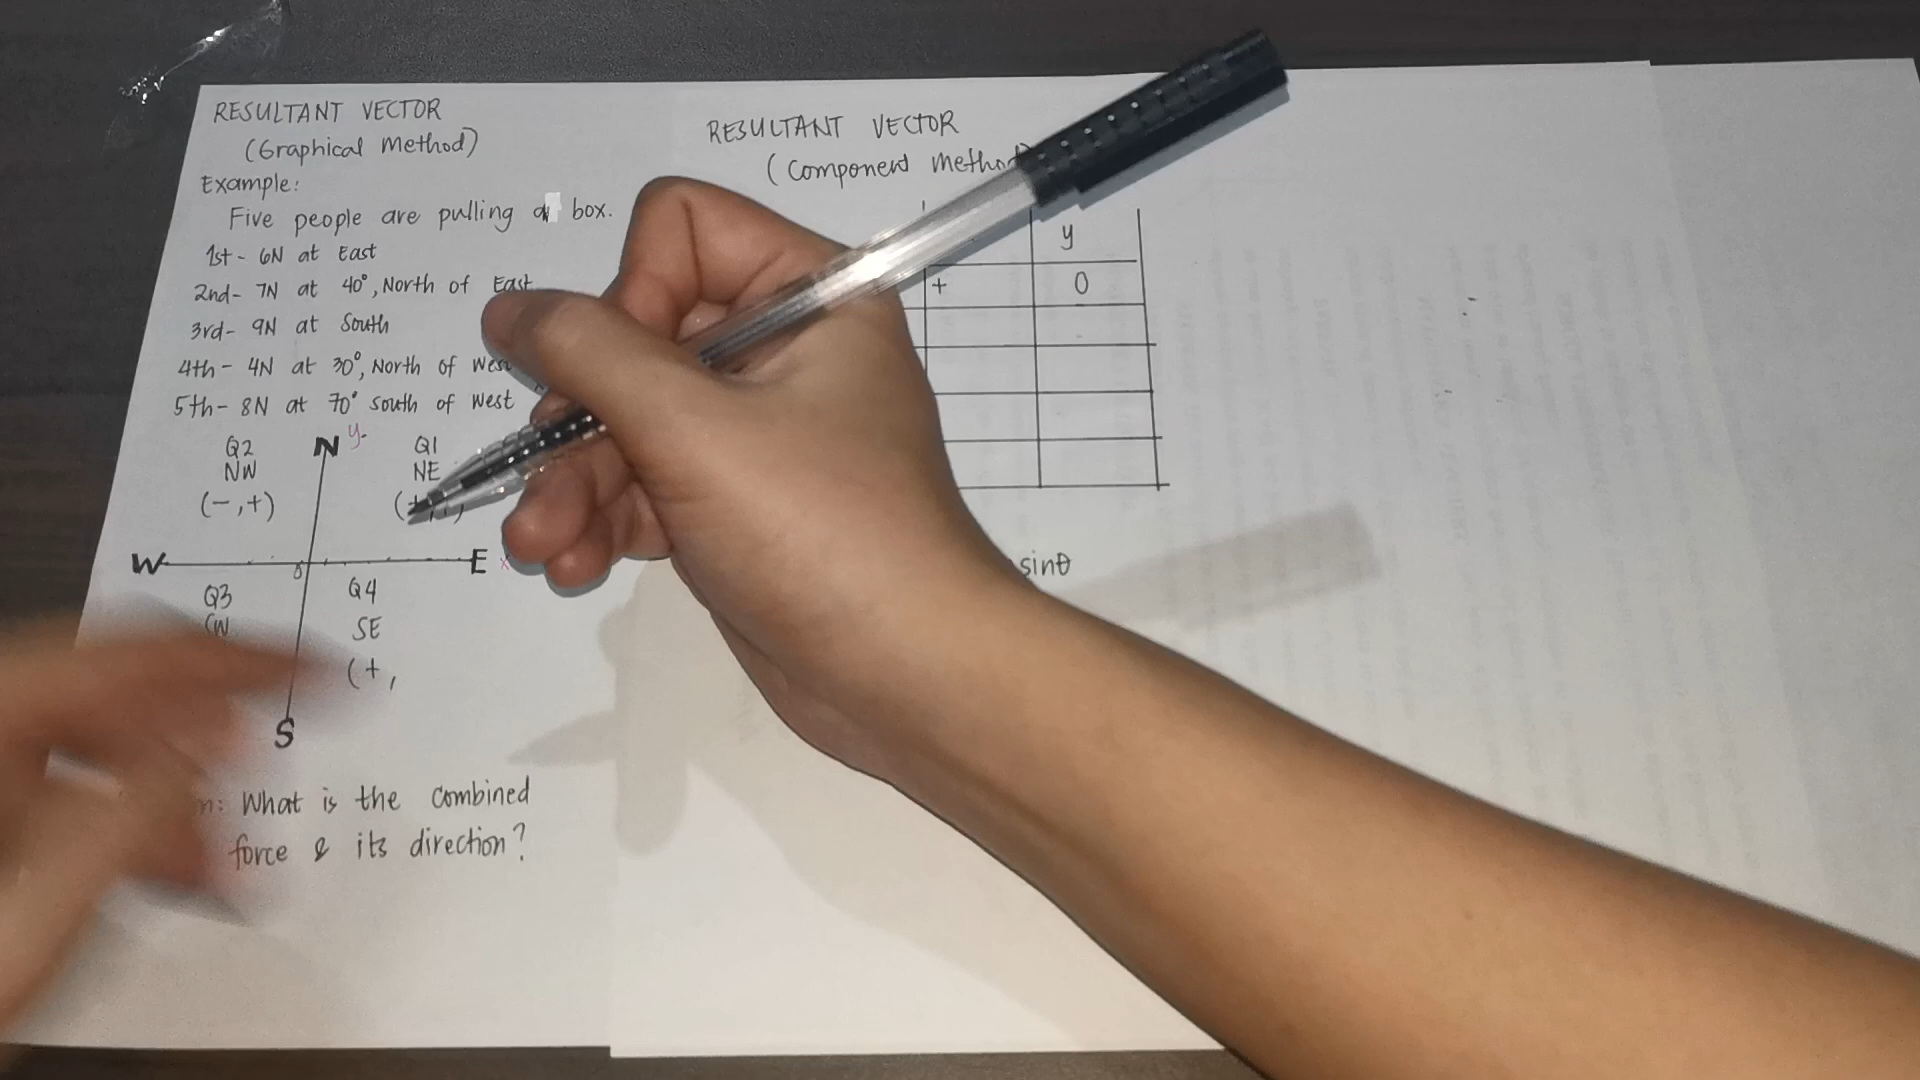 RESULTANT VECTOR
(Graphical Method)
Example:
Five people are pulling a box.
1st - 6N at East
2nd - 7N at 40°, North of East
3rd - 9N at South
4th - 4N at 30°, North of West
5th - 8N at 70° South of West
Q2
NW
(-,+)
N y
Q1
NE
W
E x
Q3
Q4
SE
(+,
S
What is the combined
force & its direction?
RESULTANT VECTOR
(Component Method
y
+ 0
sinθ